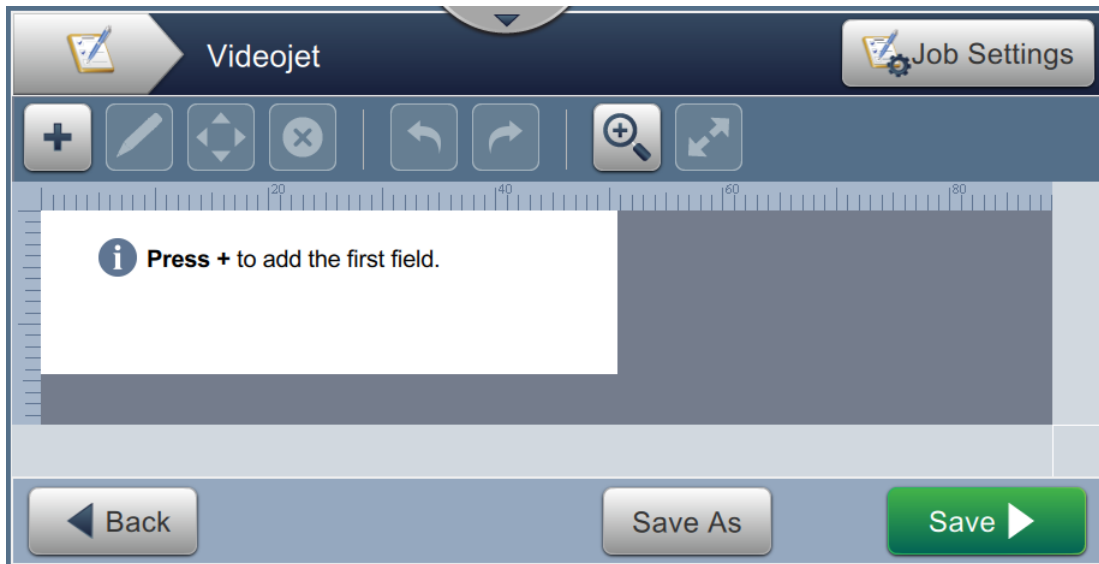 Videojet
Job Settings
20 40 60 80
Press + to add the first field.
Back
Save As
Save